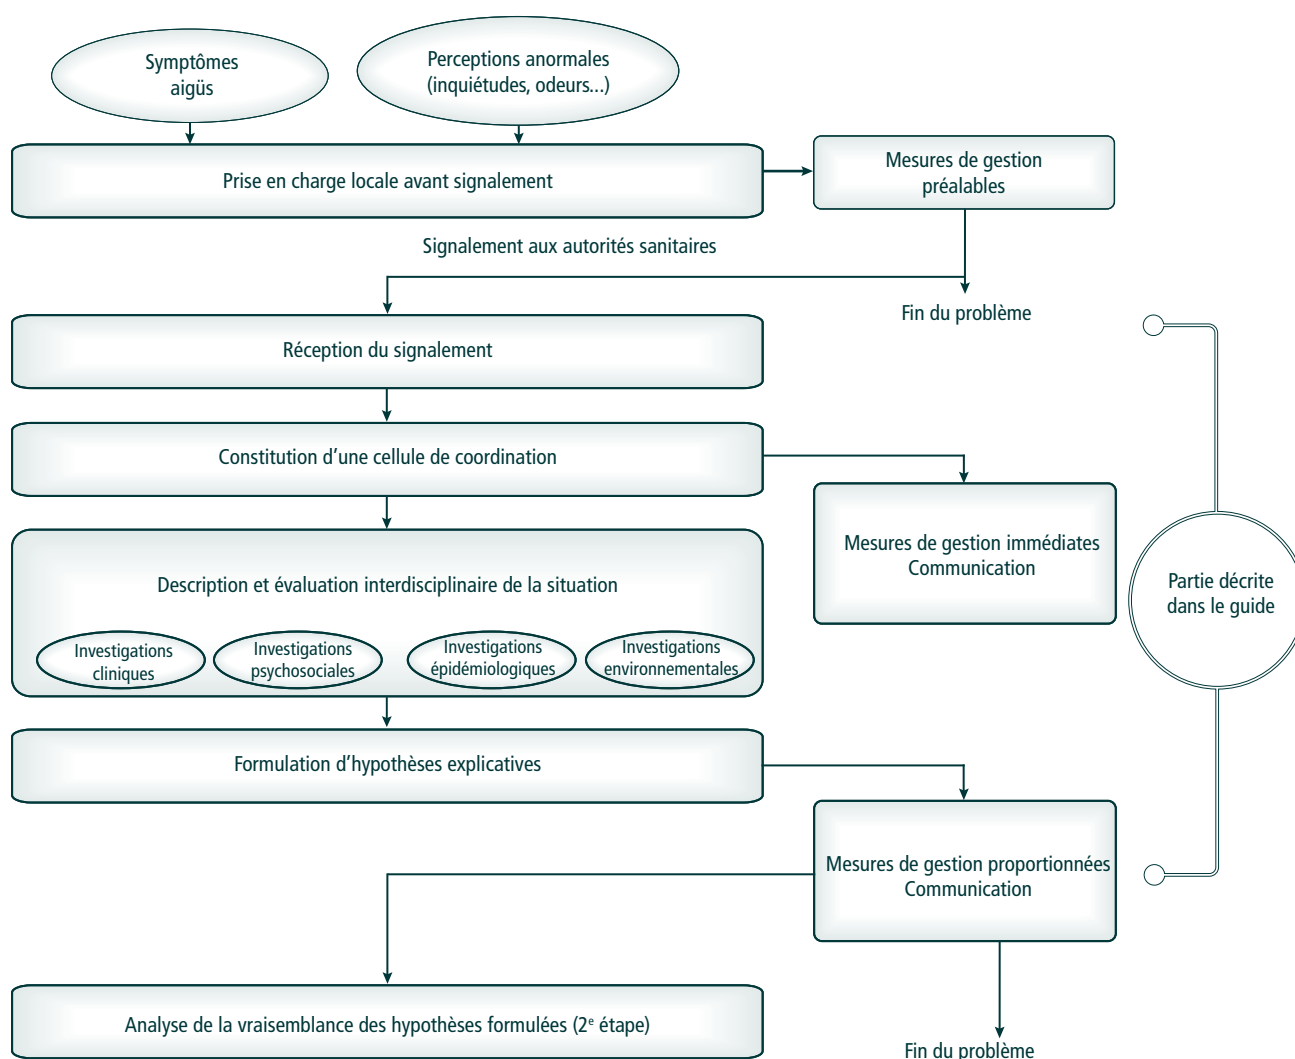 Symptômes
aigüs
Perceptions anormales
(inquiétudes, odeurs...)
Prise en charge locale avant signalement
Mesures de gestion
préalables
Signalement aux autorités sanitaires
Fin du problème
Réception du signalement
Constitution d'une cellule de coordination
Mesures de gestion immédiates
Communication
Description et évaluation interdisciplinaire de la situation
Investigations
cliniques
Investigations
psychosociales
Investigations
épidémiologiques
Investigations
environnementales
Partie décrite
dans le guide
Formulation d'hypothèses explicatives
Mesures de gestion proportionnées
Communication
Analyse de la vraisemblance des hypothèses formulées (2e étape)
Fin du problème